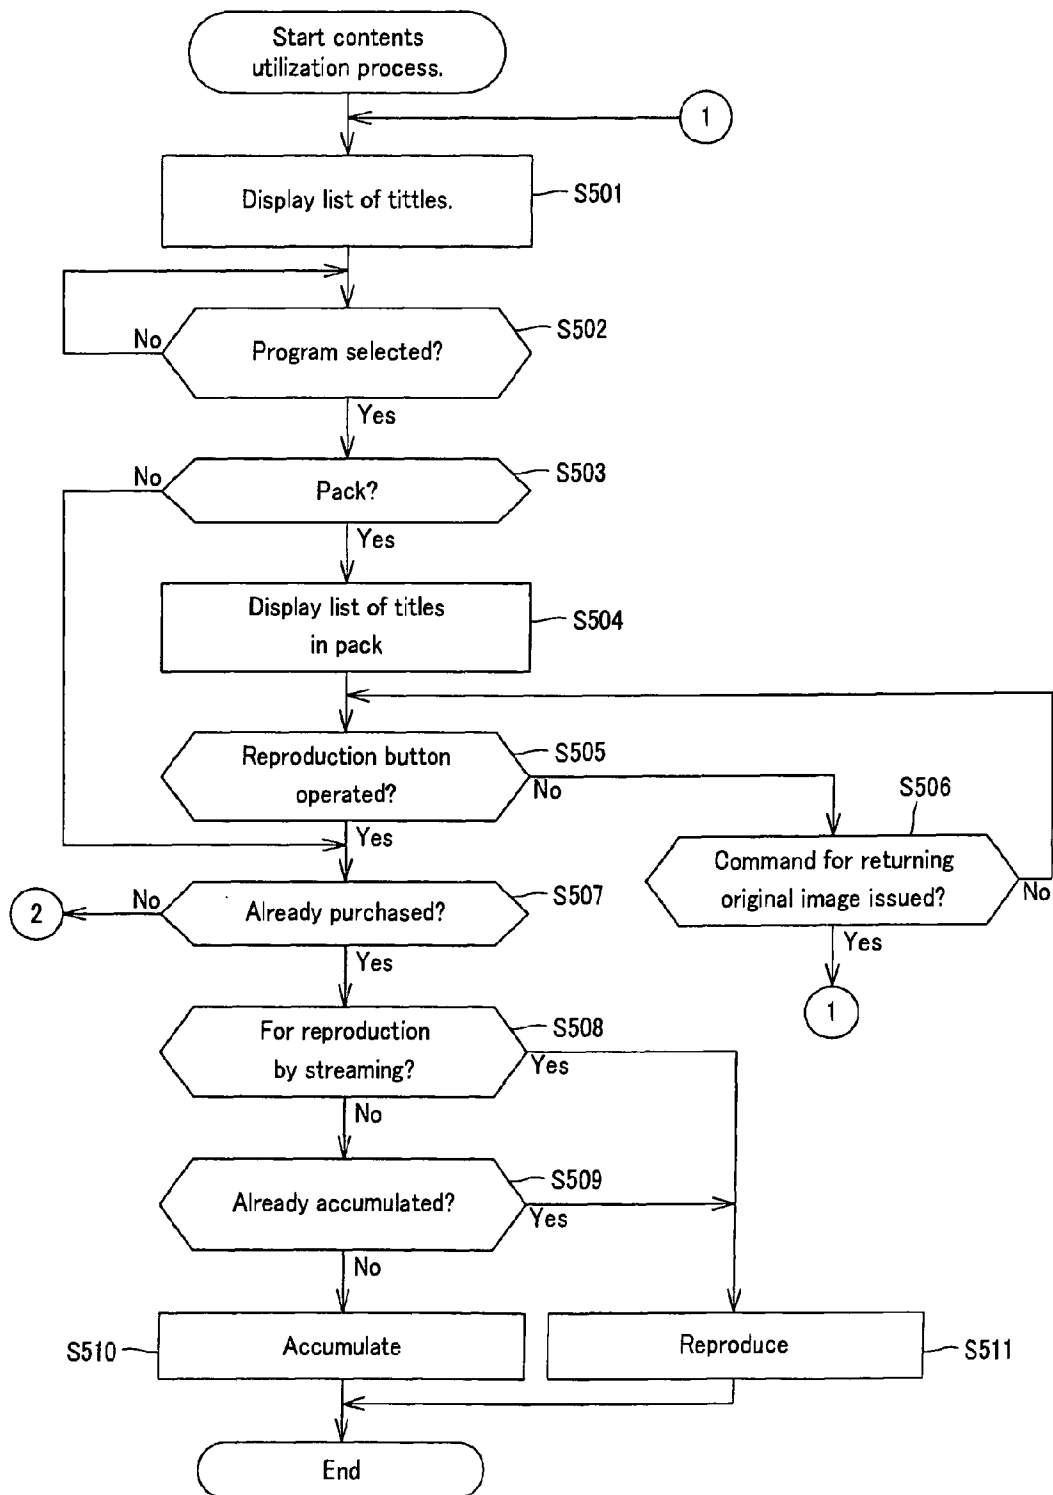 Start contents
utilization process.
1
Display list of tittles.
S501
No
Program selected?
S502
Yes
No
Pack?
S503
Yes
Display list of titles
in pack
S504
Reproduction button
operated?
S505
No
S506
Command for returning
original image issued?
No
Yes
1
Yes
2
No
Already purchased?
S507
Yes
For reproduction
by streaming?
S508
Yes
No
Already accumulated?
S509
Yes
No
S510
Accumulate
Reproduce
S511
End